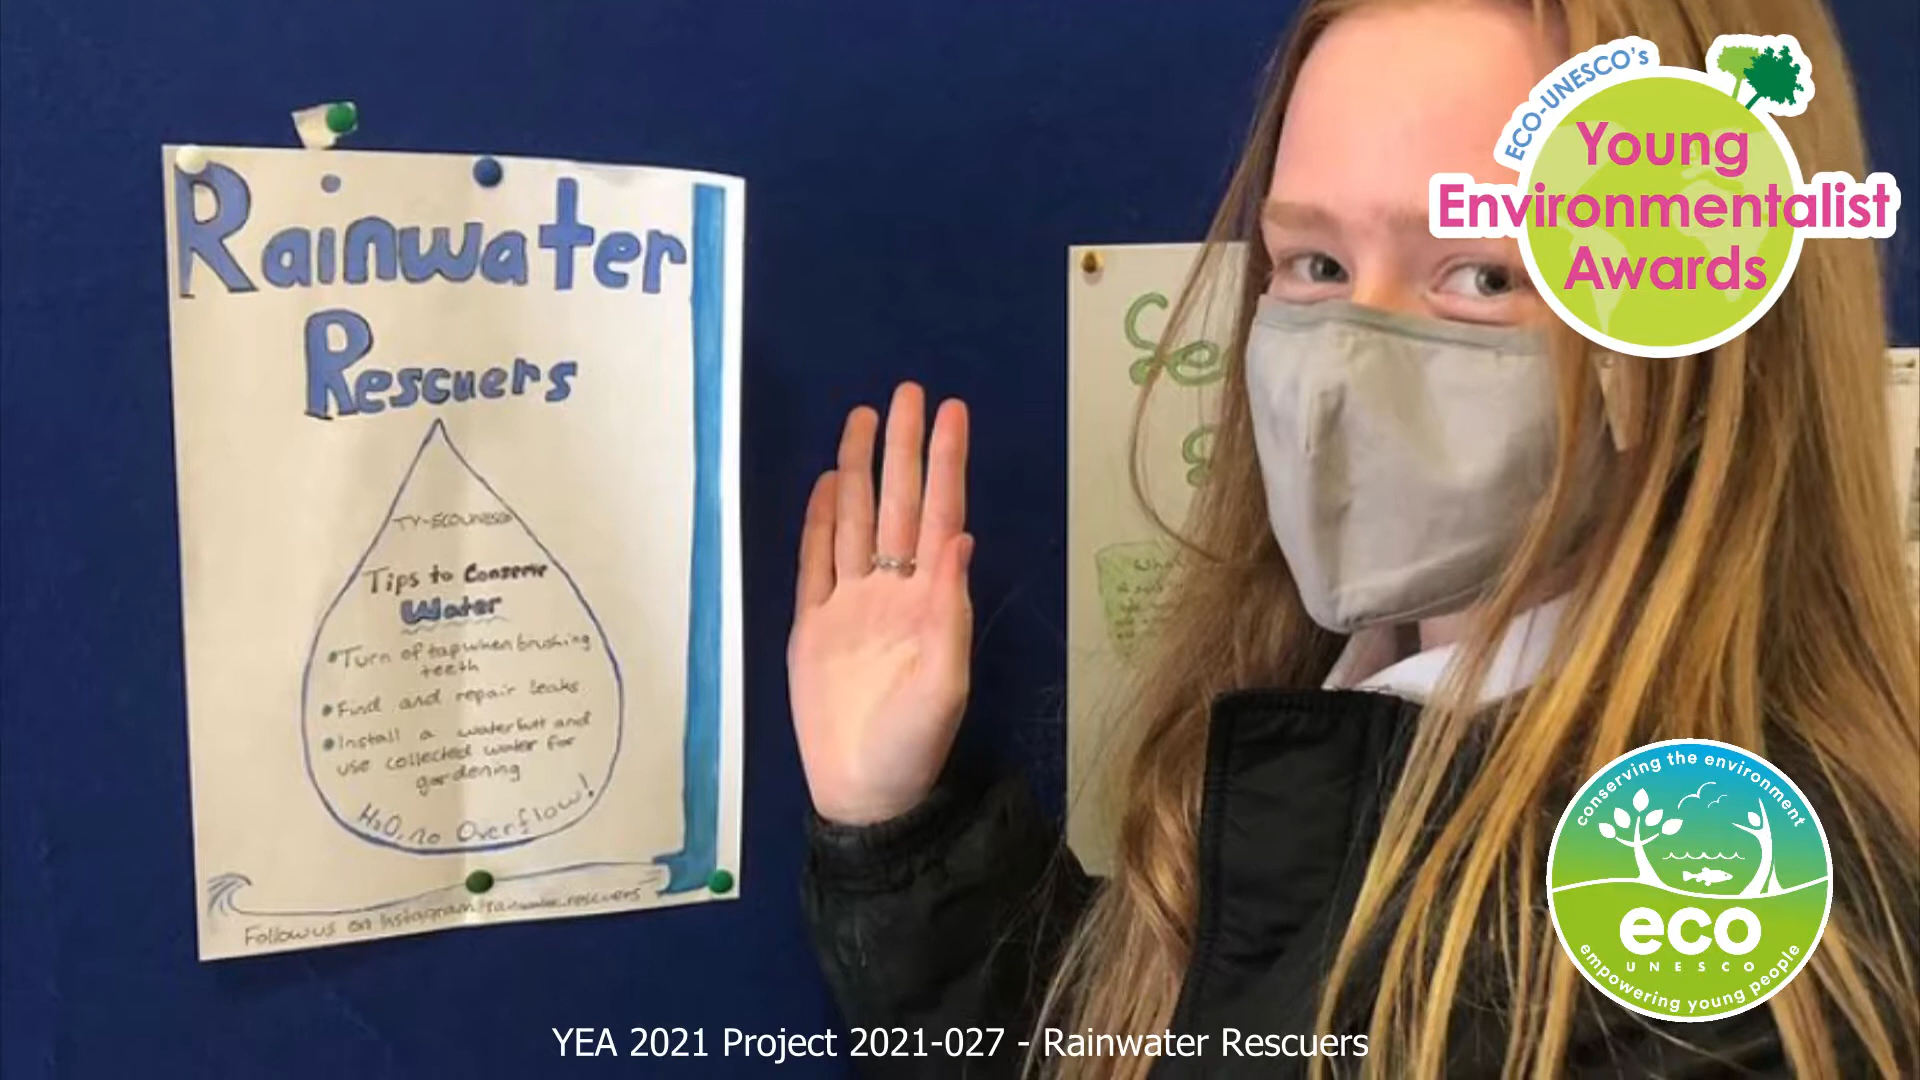 Rainwater
Rescuers
TY-ECOUNESCO
Tips to Conserve
Water
•Turn of tap when brushing
teeth
•Find and repair leaks
•Install a waterbutt and
use collected water for
gardening
H2O, no Overflow!
Follow us on Instagram: rainwater_rescuers
ECO-UNESCO's
Young
Environmentalist
Awards
conserving the environment
eco
UNESCO
empowering young people
YEA 2021 Project 2021-027 - Rainwater Rescuers